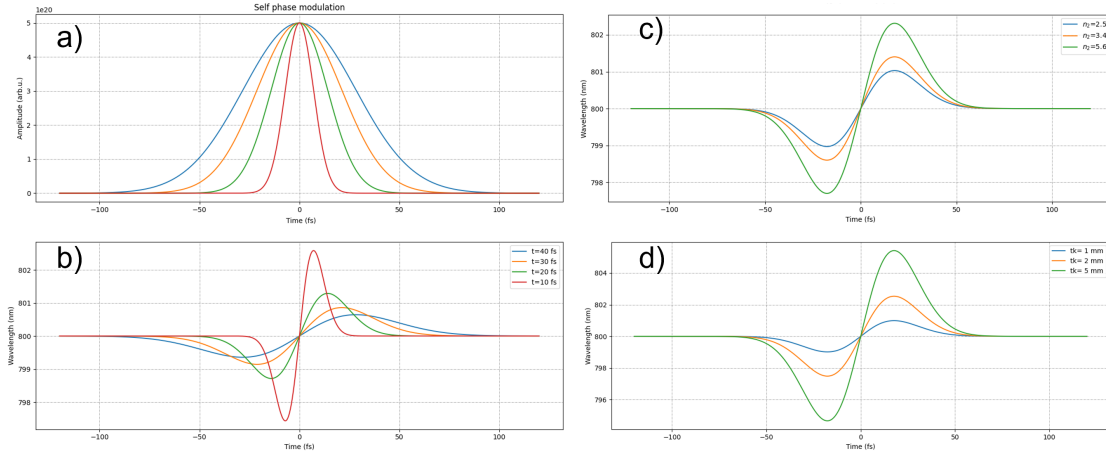 Self phase modulation
a)
1e20
Amplitude (arb.u.)
5
4
3
2
1
0
−100 −50 0 50 100
Time (fs)
b)
t=40 fs
t=30 fs
t=20 fs
t=10 fs
Wavelength (nm)
802
801
800
799
798
−100 −50 0 50 100
Time (fs)
c)
n₂=2.5
n₂=3.4
n₂=5.6
Wavelength (nm)
802
801
800
799
798
−100 −50 0 50 100
Time (fs)
d)
tk= 1 mm
tk= 2 mm
tk= 5 mm
Wavelength (nm)
804
802
800
798
796
−100 −50 0 50 100
Time (fs)